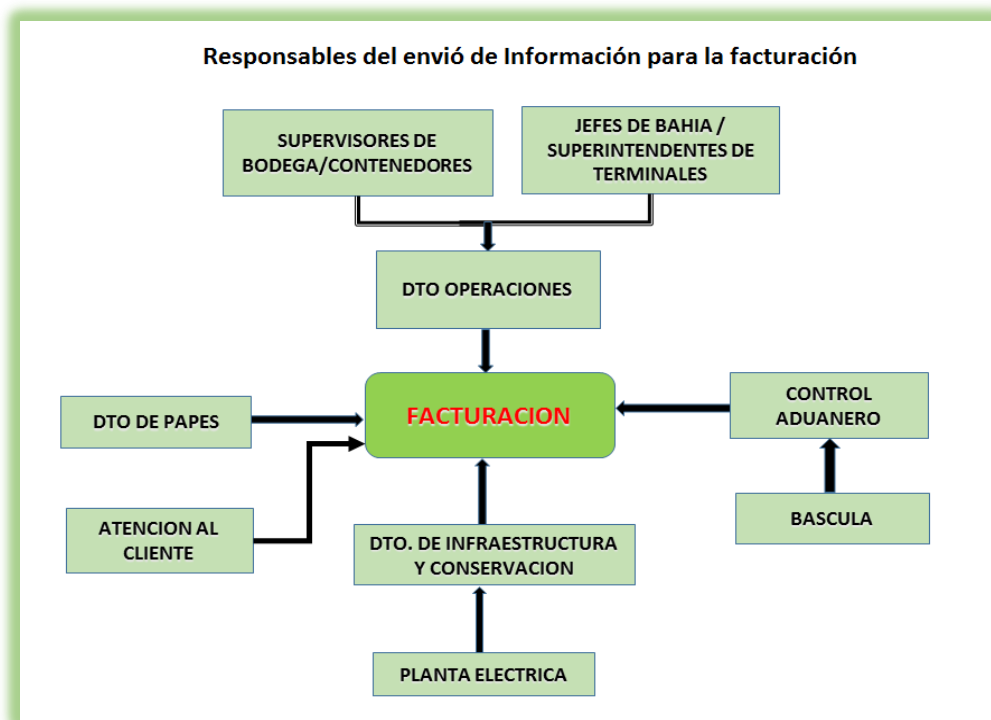 Responsables del envió de Información para la facturación
SUPERVISORES DE
BODEGA/CONTENEDORES
JEFES DE BAHIA /
SUPERINTENDENTES DE
TERMINALES
DTO OPERACIONES
DTO DE PAPES
FACTURACION
CONTROL
ADUANERO
ATENCION AL
CLIENTE
DTO. DE INFRAESTRUCTURA
Y CONSERVACION
BASCULA
PLANTA ELECTRICA